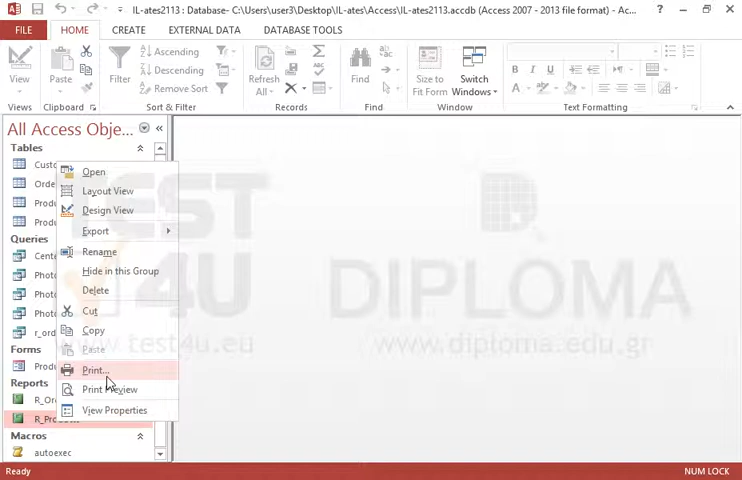 IL-ates2113 : Database- C:\Users\user3\Desktop\IL-ates\Access\IL-ates2113.accdb (Access 2007 - 2013 file format) - Ac...
FILE HOME CREATE EXTERNAL DATA DATABASE TOOLS
View
Paste
Filter
Ascending
Descending
Remove Sort
Refresh All
Find
Size to Fit Form
Switch Windows
Views Clipboard Sort & Filter Records Find Window Text Formatting
All Access Obje...
Tables
Custo
Orde
Produ
Produ
Queries
Cente
Photo
Photo
Photo
r_ord
Forms
Produ
Reports
R_Or
R_Products
Macros
autoexec
Open
Layout View
Design View
Export
Rename
Hide in this Group
Delete
Cut
Copy
Paste
Print...
Print Preview
View Properties
TEST
4U
www.test4u.eu
DIPLOMA
www.diploma.edu.gr
Ready
NUM LOCK